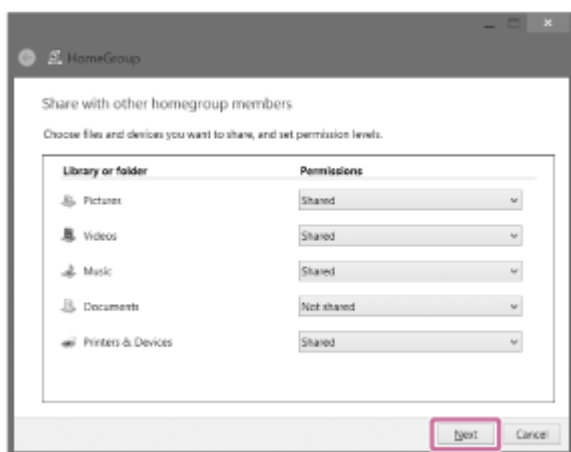 HomeGroup
Share with other homegroup members
Choose files and devices you want to share, and set permission levels.
Library or folder Permissions
Pictures Shared
Videos Shared
Music Shared
Documents Not shared
Printers & Devices Shared
Next Cancel